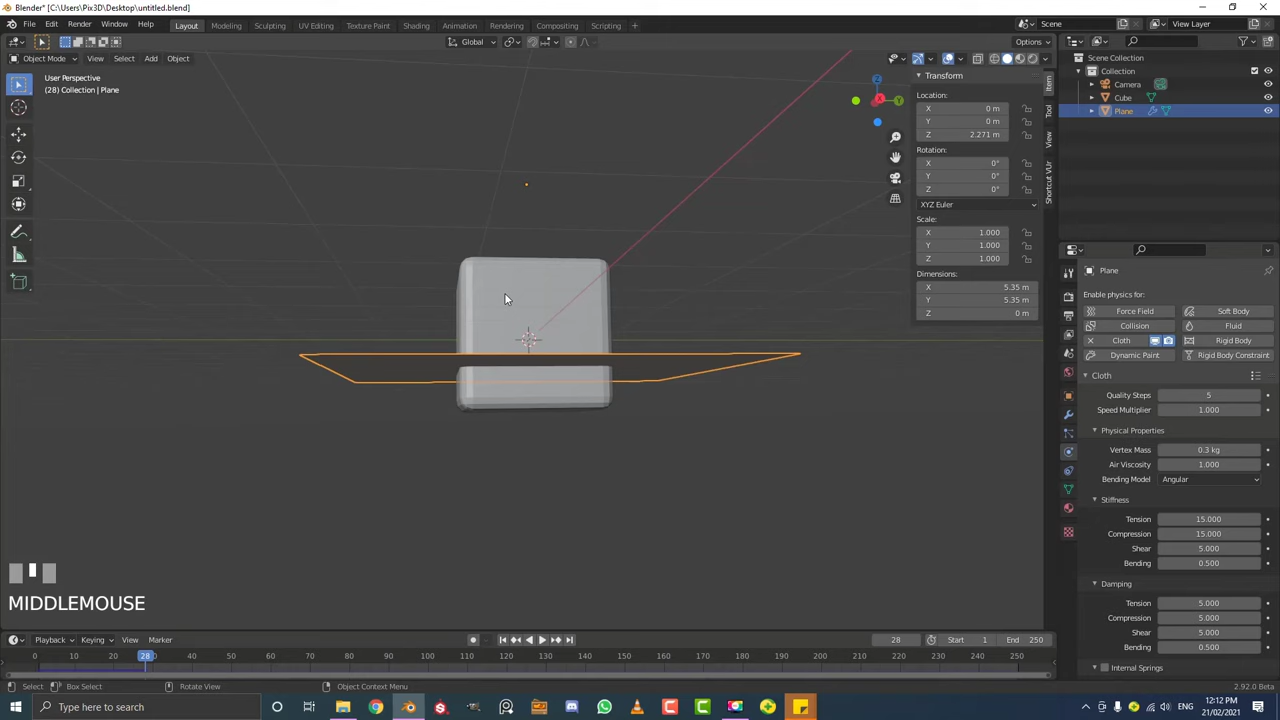 Blender* [C:\Users\Pix3D\Desktop\untitled.blend]
File Edit Render Window Help
Layout Modeling Sculpting UV Editing Texture Paint Shading Animation Rendering Compositing Scripting +
Scene
View Layer
Global
Options
Object Mode View Select Add Object
User Perspective
(28) Collection | Plane
Transform
Location:
X 0 m
Y 0 m
Z 2.271 m
Rotation:
X 0°
Y 0°
Z 0°
XYZ Euler
Scale:
X 1.000
Y 1.000
Z 1.000
Dimensions:
X 5.35 m
Y 5.35 m
Z 0 m
Item
Tool
View
Shortcut VUr
Z
X
Y
Scene Collection
Collection
Camera
Cube
Plane
Plane
Enable physics for:
Force Field Soft Body
Collision Fluid
Cloth Rigid Body
Dynamic Paint Rigid Body Constraint
Cloth
Quality Steps 5
Speed Multiplier 1.000
Physical Properties
Vertex Mass 0.3 kg
Air Viscosity 1.000
Bending Model Angular
Stiffness
Tension 15.000
Compression 15.000
Shear 5.000
Bending 0.500
Damping
Tension 5.000
Compression 5.000
Shear 5.000
Bending 0.500
Internal Springs
MIDDLEMOUSE
Playback Keying View Marker
28 Start 1 End 250
0 10 20 28 40 50 60 70 80 90 100 110 120 130 140 150 160 170 180 190 200 210 220 230 240 250
Select Box Select Rotate View Object Context Menu
2.92.0 Beta
Type here to search
ENG
12:12 PM
21/02/2021